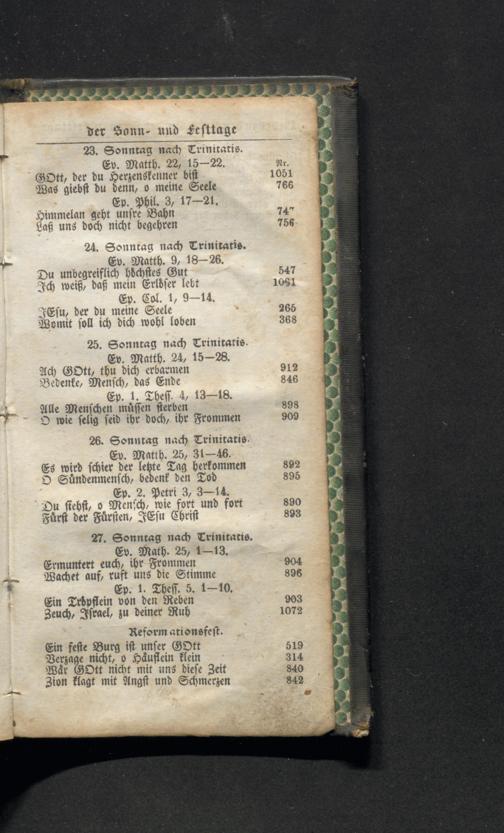 der Sonn- und Festtage
23. Sonntag nach Trinitatis.
Ev. Matth. 22, 15—22. Nr.
GOtt, der du Herzenskenner bist 1051
Was giebst du denn, o meine Seele 766
Ep. Phil. 3, 17—21.
Himmelan geht unsre Bahn 747
Laß uns doch nicht begehren 756
24. Sonntag nach Trinitatis.
Ev. Matth. 9, 18—26.
Du unbegreiflich höchstes Gut 547
Ich weiß, daß mein Erlöser lebt 1081
Ep. Col. 1, 9—14.
JEsu, der du meine Seele 265
Womit soll ich dich wohl loben 368
25. Sonntag nach Trinitatis.
Ev. Matth. 24, 15—28.
Ach GOtt, thu dich erbarmen 912
Bedenke, Mensch, das Ende 846
Ep. 1. Thess. 4, 13—18.
Alle Menschen müssen sterben 898
O wie selig seid ihr doch, ihr Frommen 909
26. Sonntag nach Trinitatis.
Ev. Matth. 25, 31—46.
Es wird schier der letzte Tag herkommen 892
O Sündenmensch, bedenk den Tod 895
Ep. 2. Petri 3, 3—14.
Du siehst, o Mensch, wie fort und fort 890
Fürst der Fürsten, JEsu Christ 893
27. Sonntag nach Trinitatis.
Ev. Math. 25, 1—13.
Ermuntert euch, ihr Frommen 904
Wachet auf, ruft uns die Stimme 896
Ep. 1. Thess. 5, 1—10.
Ein Tröpflein von den Reben 903
Zeuch, Israel, zu deiner Ruh 1072
Reformationsfest.
Ein feste Burg ist unser GOtt 519
Verzage nicht, o Häuflein klein 314
Wär GOtt nicht mit uns diese Zeit 840
Zion klagt mit Angst und Schmerzen 842